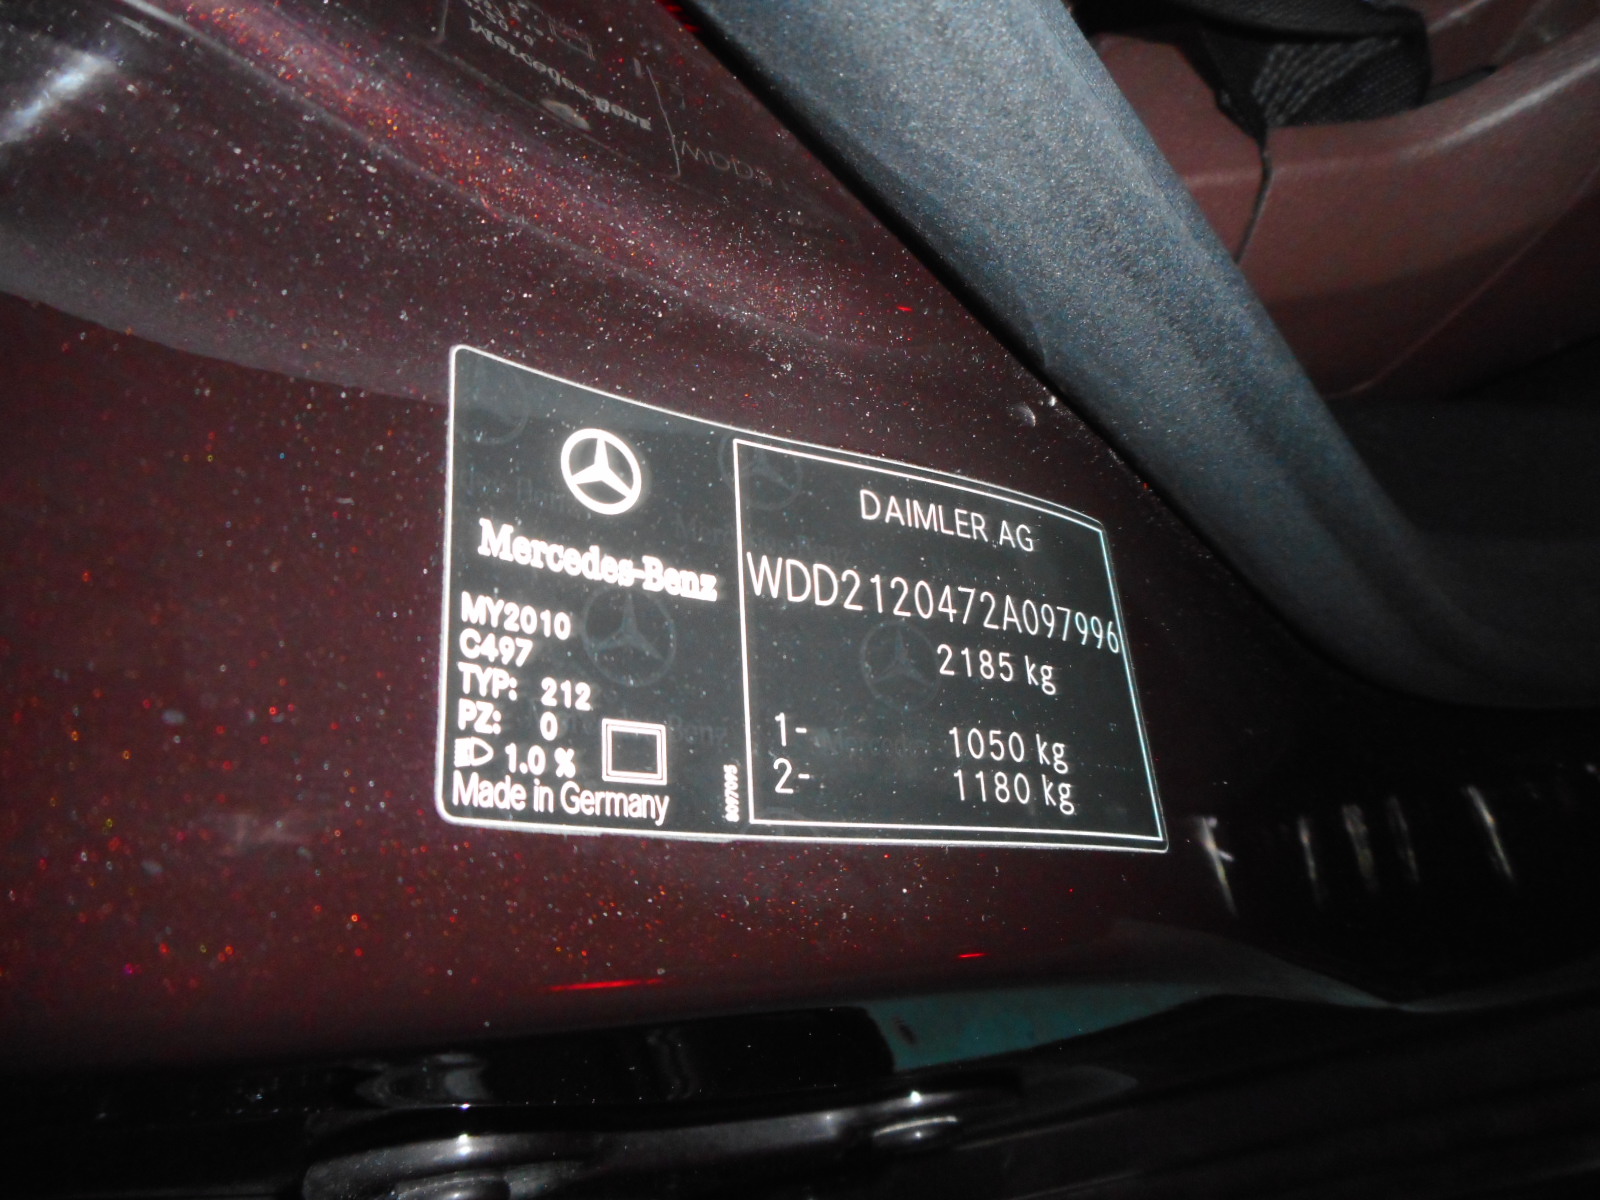 Mercedes-Benz
MY2010
C497
TYP: 212
PZ: 0
1.0 %
Made in Germany
8097095
DAIMLER AG
WDD2120472A097996
2185 kg
1- 1050 kg
2- 1180 kg